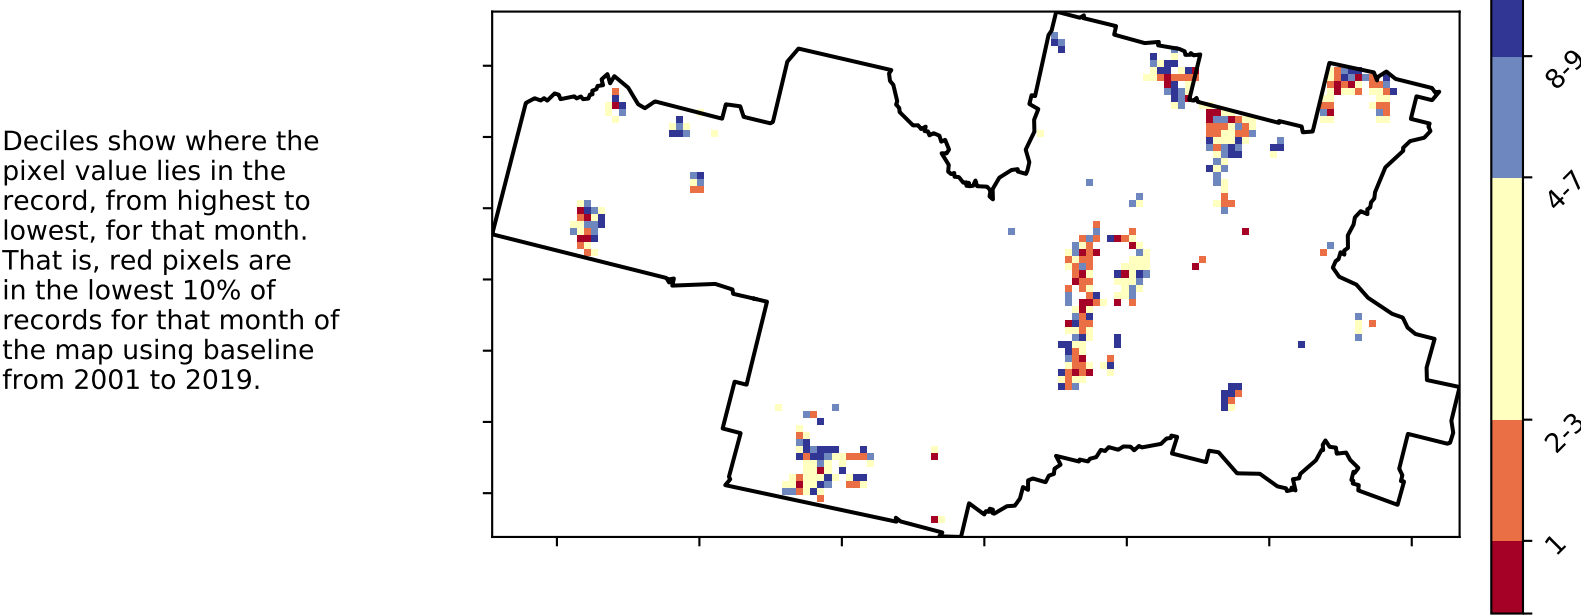 Deciles show where the
pixel value lies in the
record, from highest to
lowest, for that month.
That is, red pixels are
in the lowest 10% of
records for that month of
the map using baseline
from 2001 to 2019.
8-9
4-7
2-3
1